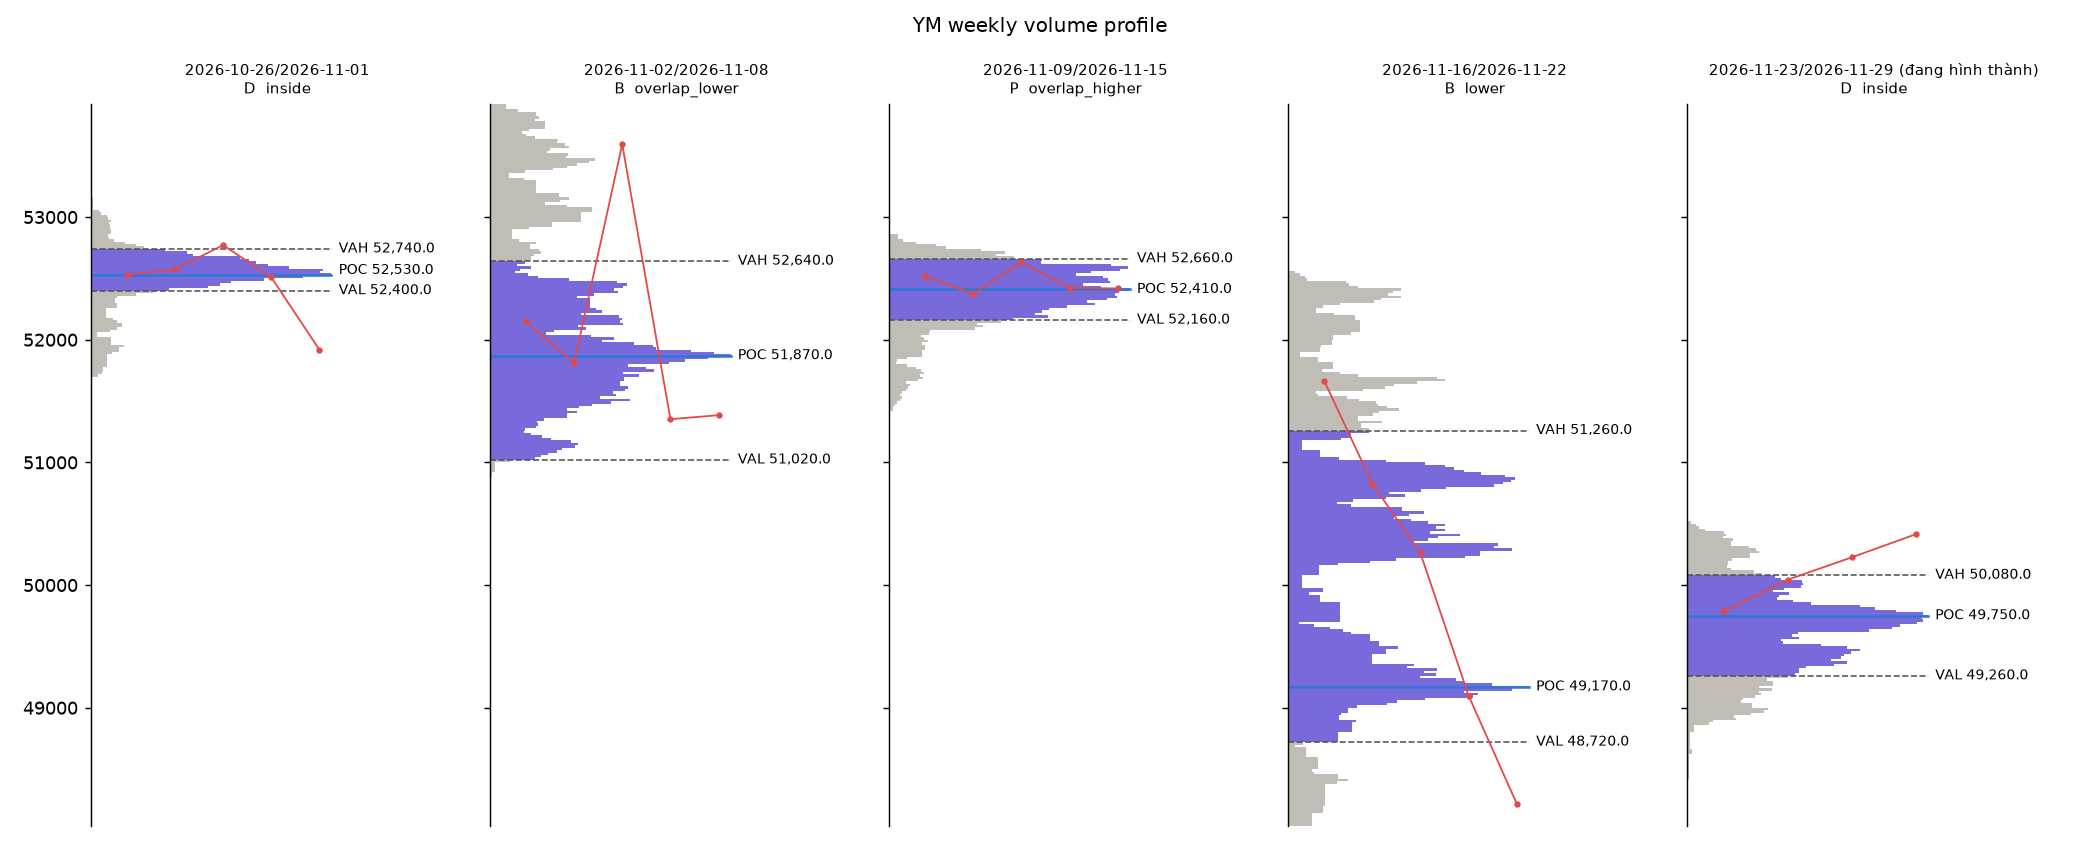 YM weekly volume profile
2026-10-26/2026-11-01
D  inside
2026-11-02/2026-11-08
B  overlap_lower
2026-11-09/2026-11-15
P  overlap_higher
2026-11-16/2026-11-22
B  lower
2026-11-23/2026-11-29 (đang hình thành)
D  inside
53000
52000
51000
50000
49000
VAH 52,740.0
POC 52,530.0
VAL 52,400.0
VAH 52,640.0
POC 51,870.0
VAL 51,020.0
VAH 52,660.0
POC 52,410.0
VAL 52,160.0
VAH 51,260.0
POC 49,170.0
VAL 48,720.0
VAH 50,080.0
POC 49,750.0
VAL 49,260.0